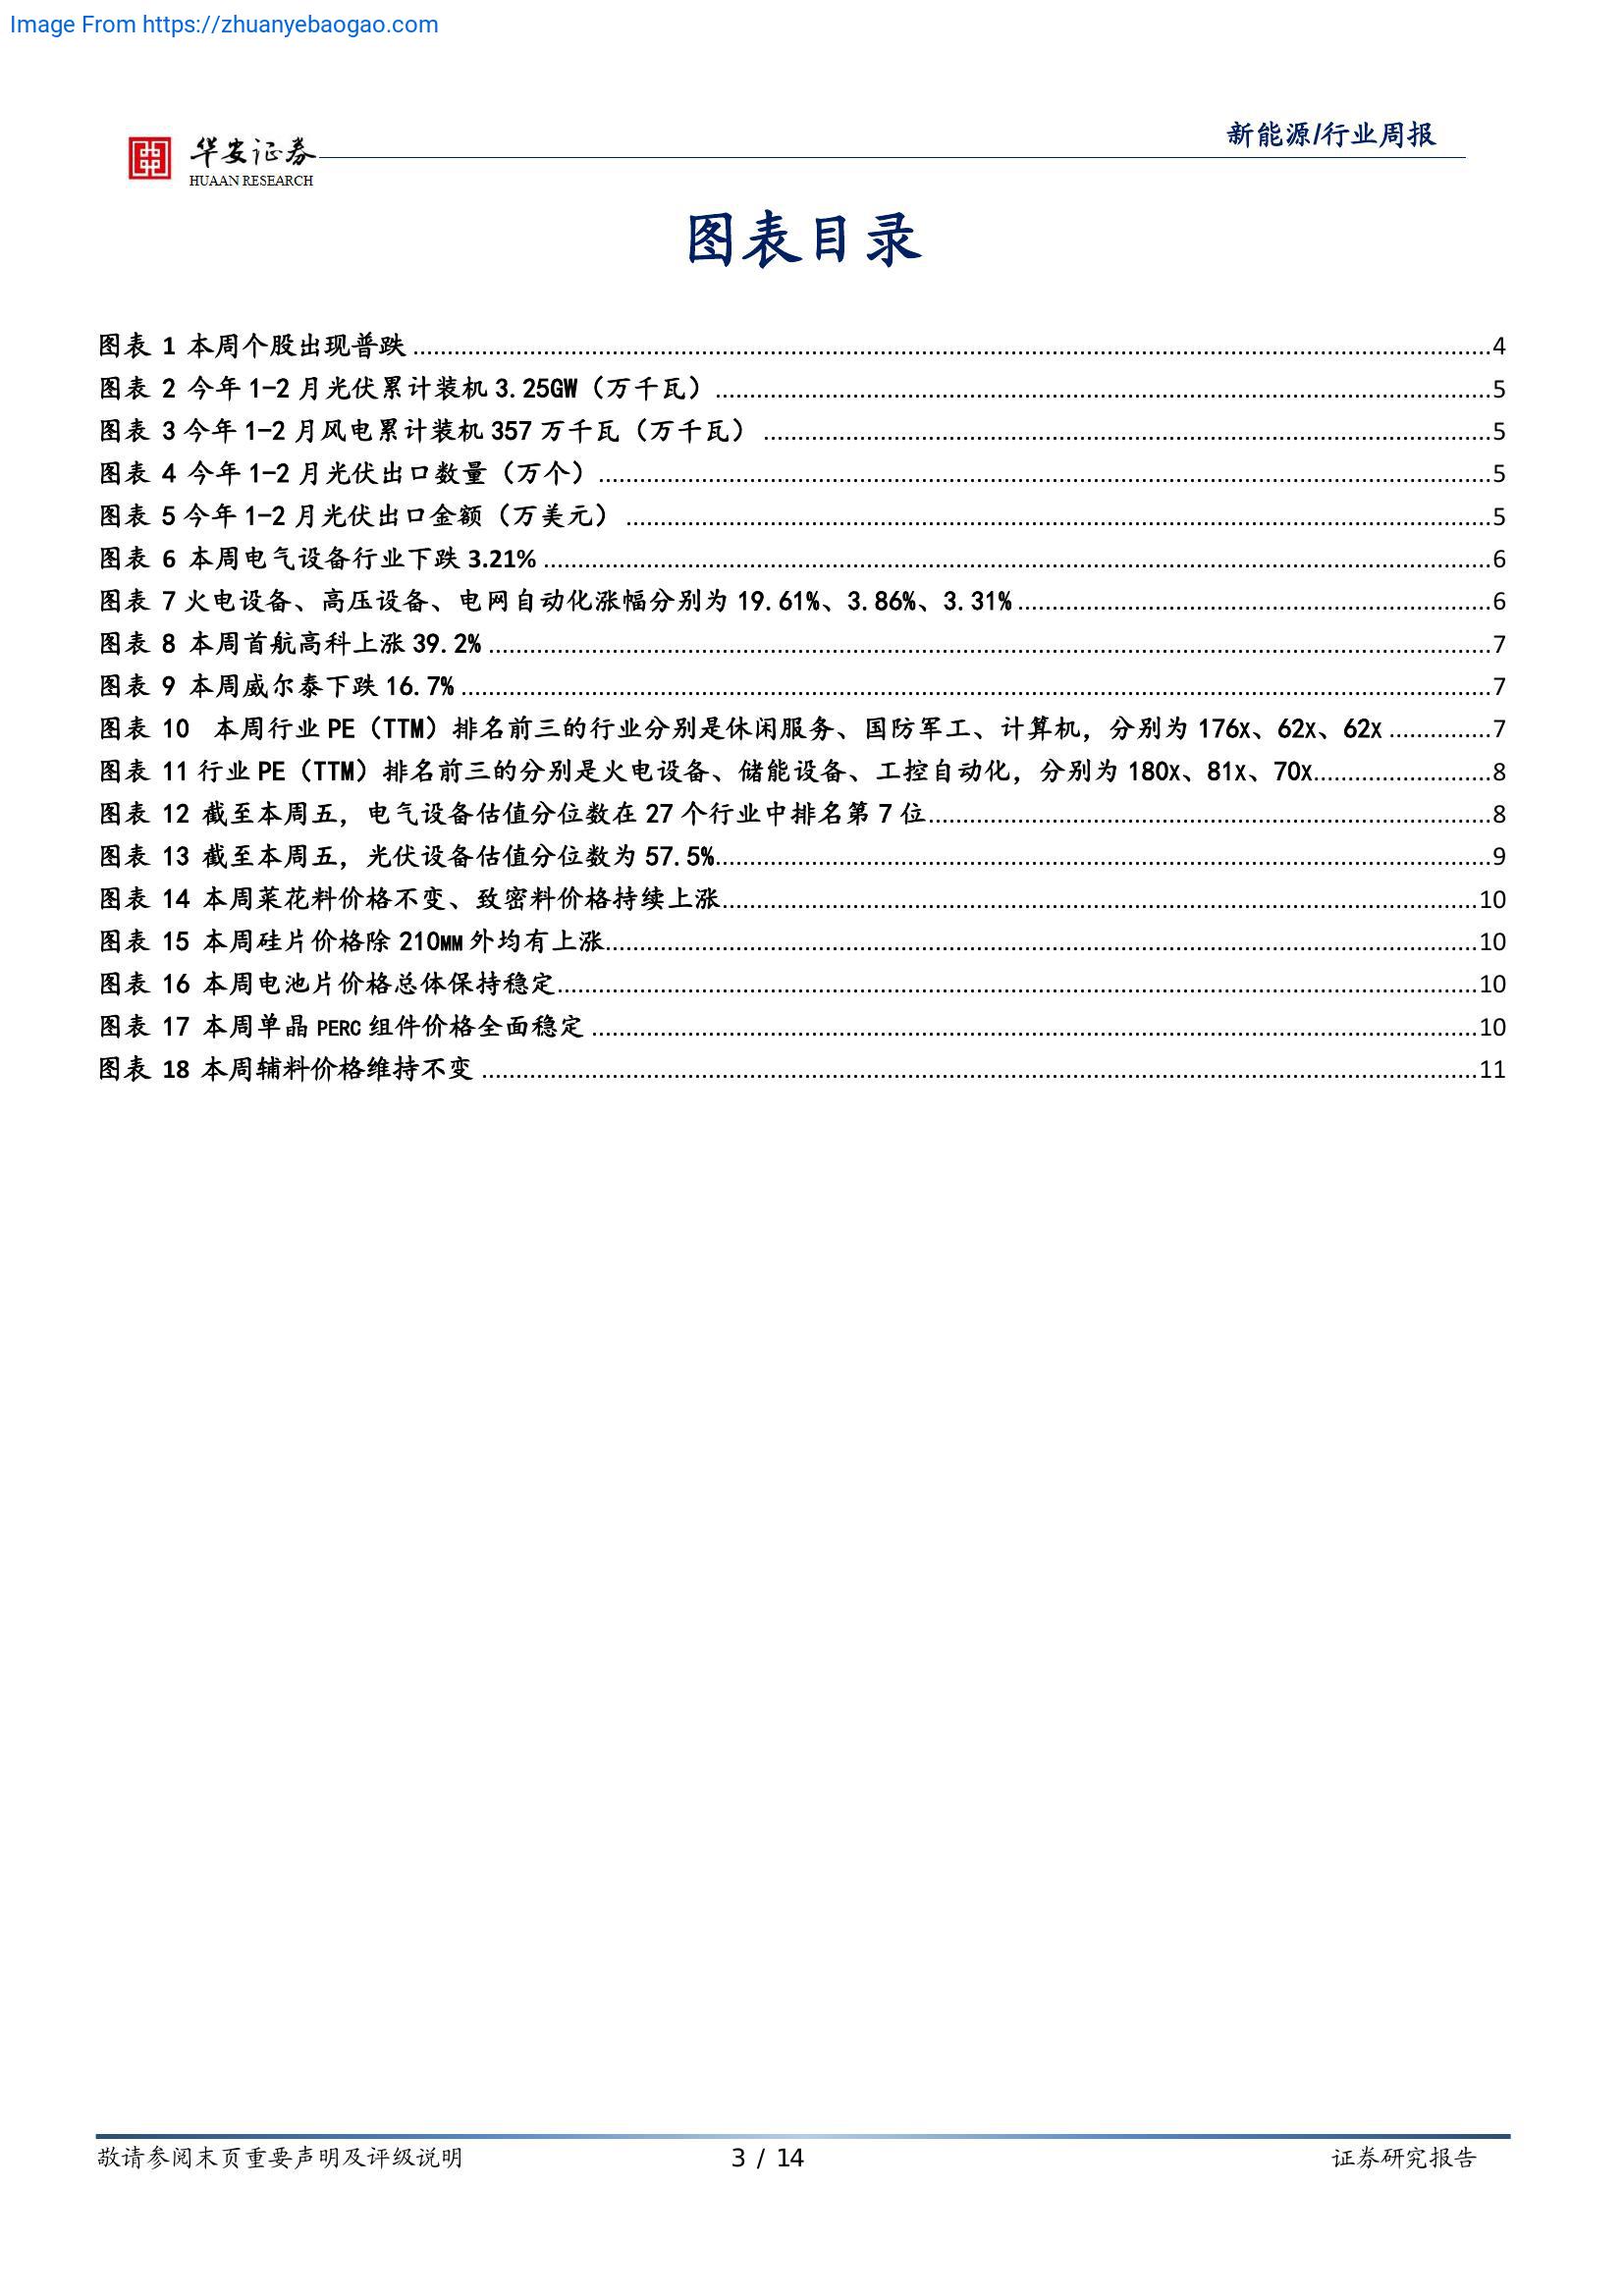 Image From https://zhuanyebaogao.com
华安证券
HUAAN RESEARCH
新能源/行业周报
图表目录
图表 1 本周个股出现普跌 4
图表 2 今年 1-2 月光伏累计装机 3.25GW（万千瓦） 5
图表 3 今年 1-2 月风电累计装机 357 万千瓦（万千瓦） 5
图表 4 今年 1-2 月光伏出口数量（万个） 5
图表 5 今年 1-2 月光伏出口金额（万美元） 5
图表 6 本周电气设备行业下跌 3.21% 6
图表 7 火电设备、高压设备、电网自动化涨幅分别为 19.61%、3.86%、3.31% 6
图表 8 本周首航高科上涨 39.2% 7
图表 9 本周威尔泰下跌 16.7% 7
图表 10 本周行业 PE（TTM）排名前三的行业分别是休闲服务、国防军工、计算机，分别为 176x、62x、62x 7
图表 11 行业 PE（TTM）排名前三的分别是火电设备、储能设备、工控自动化，分别为 180x、81x、70x 8
图表 12 截至本周五，电气设备估值分位数在 27 个行业中排名第 7 位 8
图表 13 截至本周五，光伏设备估值分位数为 57.5% 9
图表 14 本周菜花料价格不变、致密料价格持续上涨 10
图表 15 本周硅片价格除 210MM 外均有上涨 10
图表 16 本周电池片价格总体保持稳定 10
图表 17 本周单晶 PERC 组件价格全面稳定 10
图表 18 本周辅料价格维持不变 11
敬请参阅末页重要声明及评级说明
3 / 14
证券研究报告